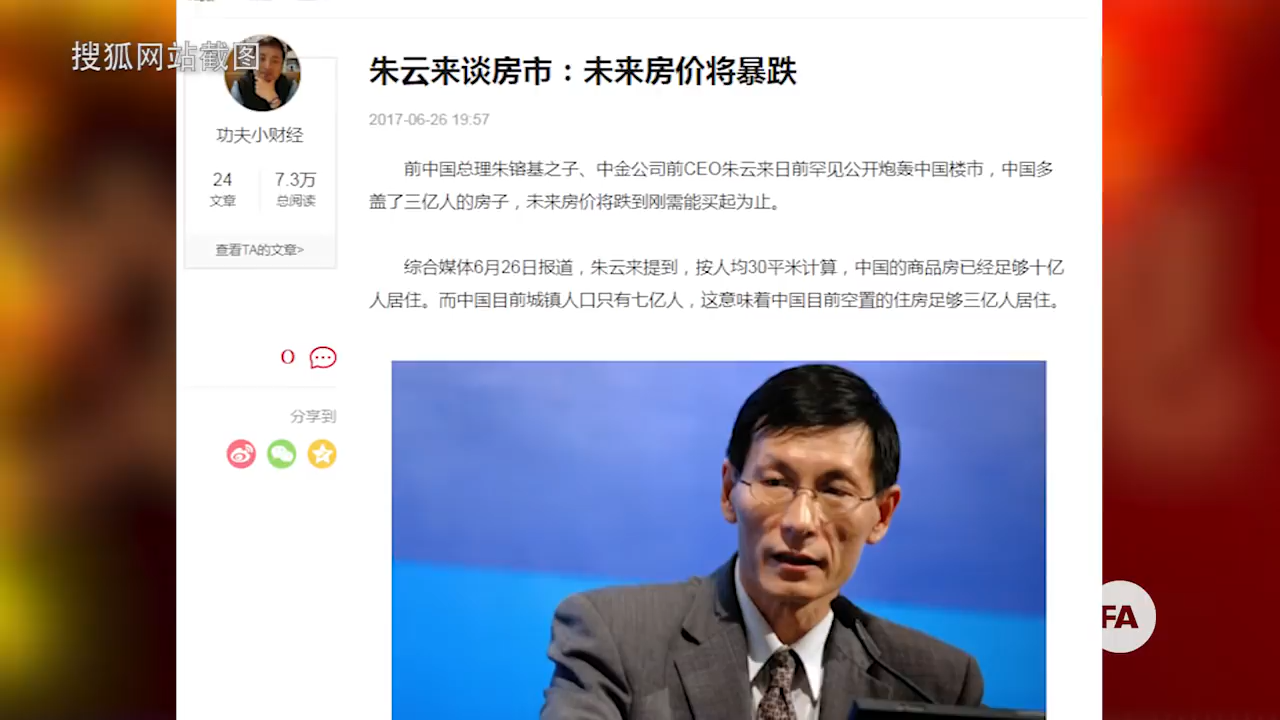 搜狐网站截图
功夫小财经
24
7.3万
文章
总阅读
查看TA的文章>
0
分享到
朱云来谈房市：未来房价将暴跌
2017-06-26 19:57
前中国总理朱镕基之子、中金公司前CEO朱云来日前罕见公开炮轰中国楼市，中国多
盖了三亿人的房子，未来房价将跌到刚需能买起为止。
综合媒体6月26日报道，朱云来提到，按人均30平米计算，中国的商品房已经足够十亿
人居住。而中国目前城镇人口只有七亿人，这意味着中国目前空置的住房足够三亿人居住。
FA